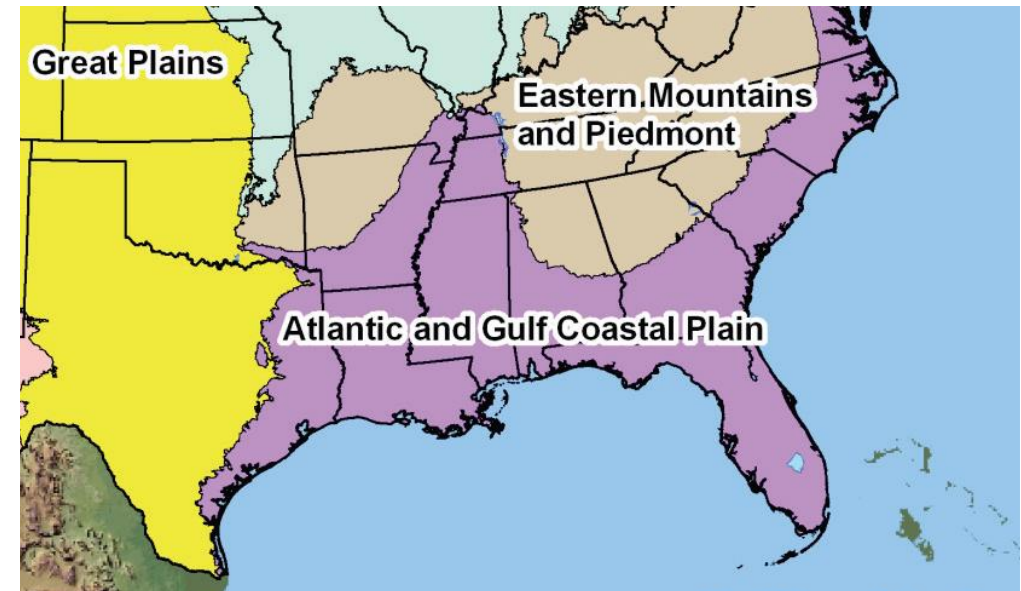 Great Plains
Eastern Mountains
and Piedmont
Atlantic and Gulf Coastal Plain